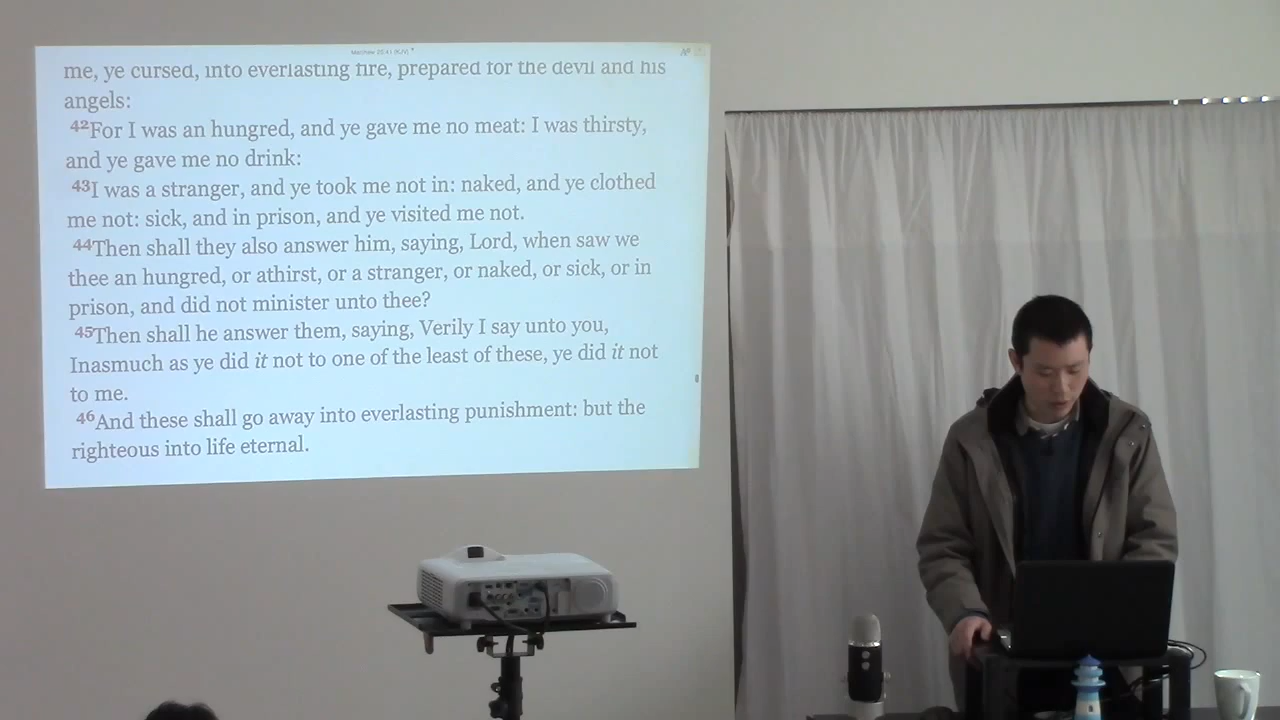 Matthew 25:41 (KJV)
me, ye cursed, into everlasting fire, prepared for the devil and his
angels:
42For I was an hungred, and ye gave me no meat: I was thirsty,
and ye gave me no drink:
43I was a stranger, and ye took me not in: naked, and ye clothed
me not: sick, and in prison, and ye visited me not.
44Then shall they also answer him, saying, Lord, when saw we
thee an hungred, or athirst, or a stranger, or naked, or sick, or in
prison, and did not minister unto thee?
45Then shall he answer them, saying, Verily I say unto you,
Inasmuch as ye did it not to one of the least of these, ye did it not
to me.
46And these shall go away into everlasting punishment: but the
righteous into life eternal.